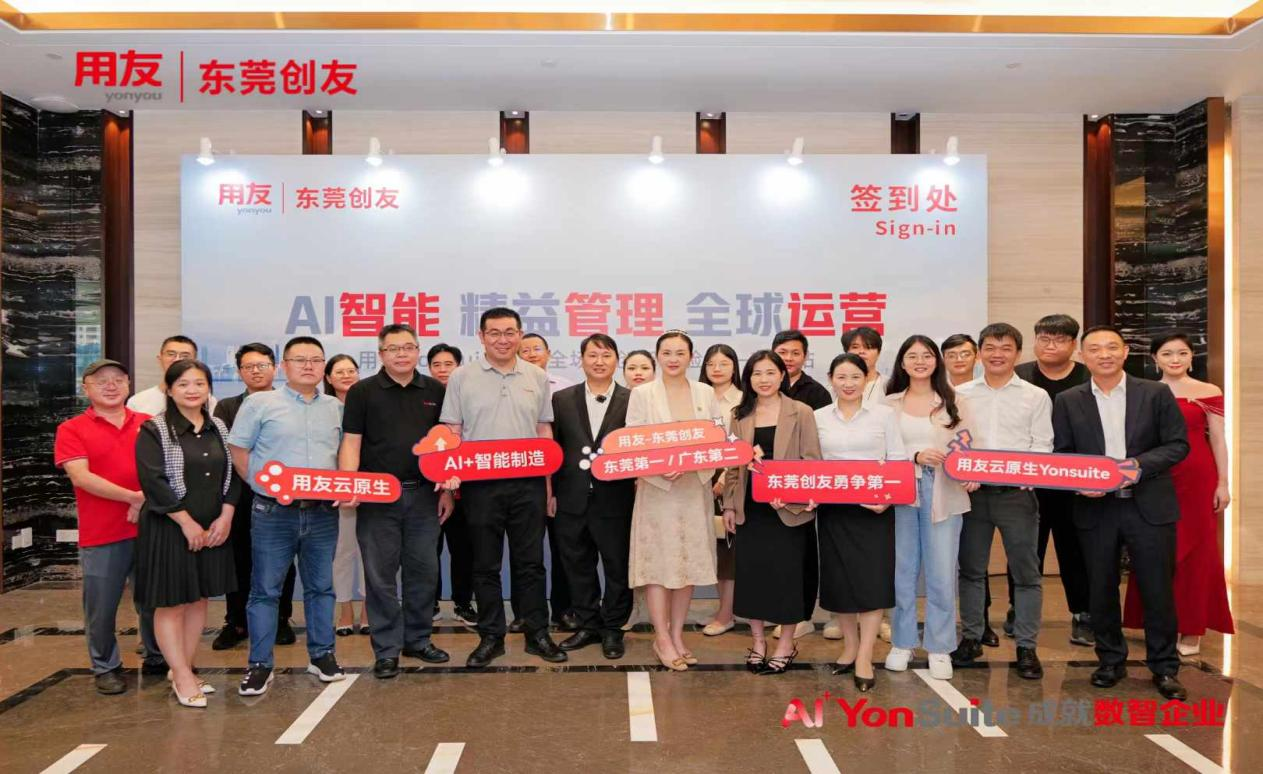 用友
yonyou
东莞创友
用友
yonyou
东莞创友
签到处
Sign-in
AI智能 精益管理 全球运营
用友云原生
AI+智能制造
用友-东莞创友
东莞第一/广东第二
东莞创友勇争第一
用友云原生Yonsuite
AI+ YonSuite 成就数智企业